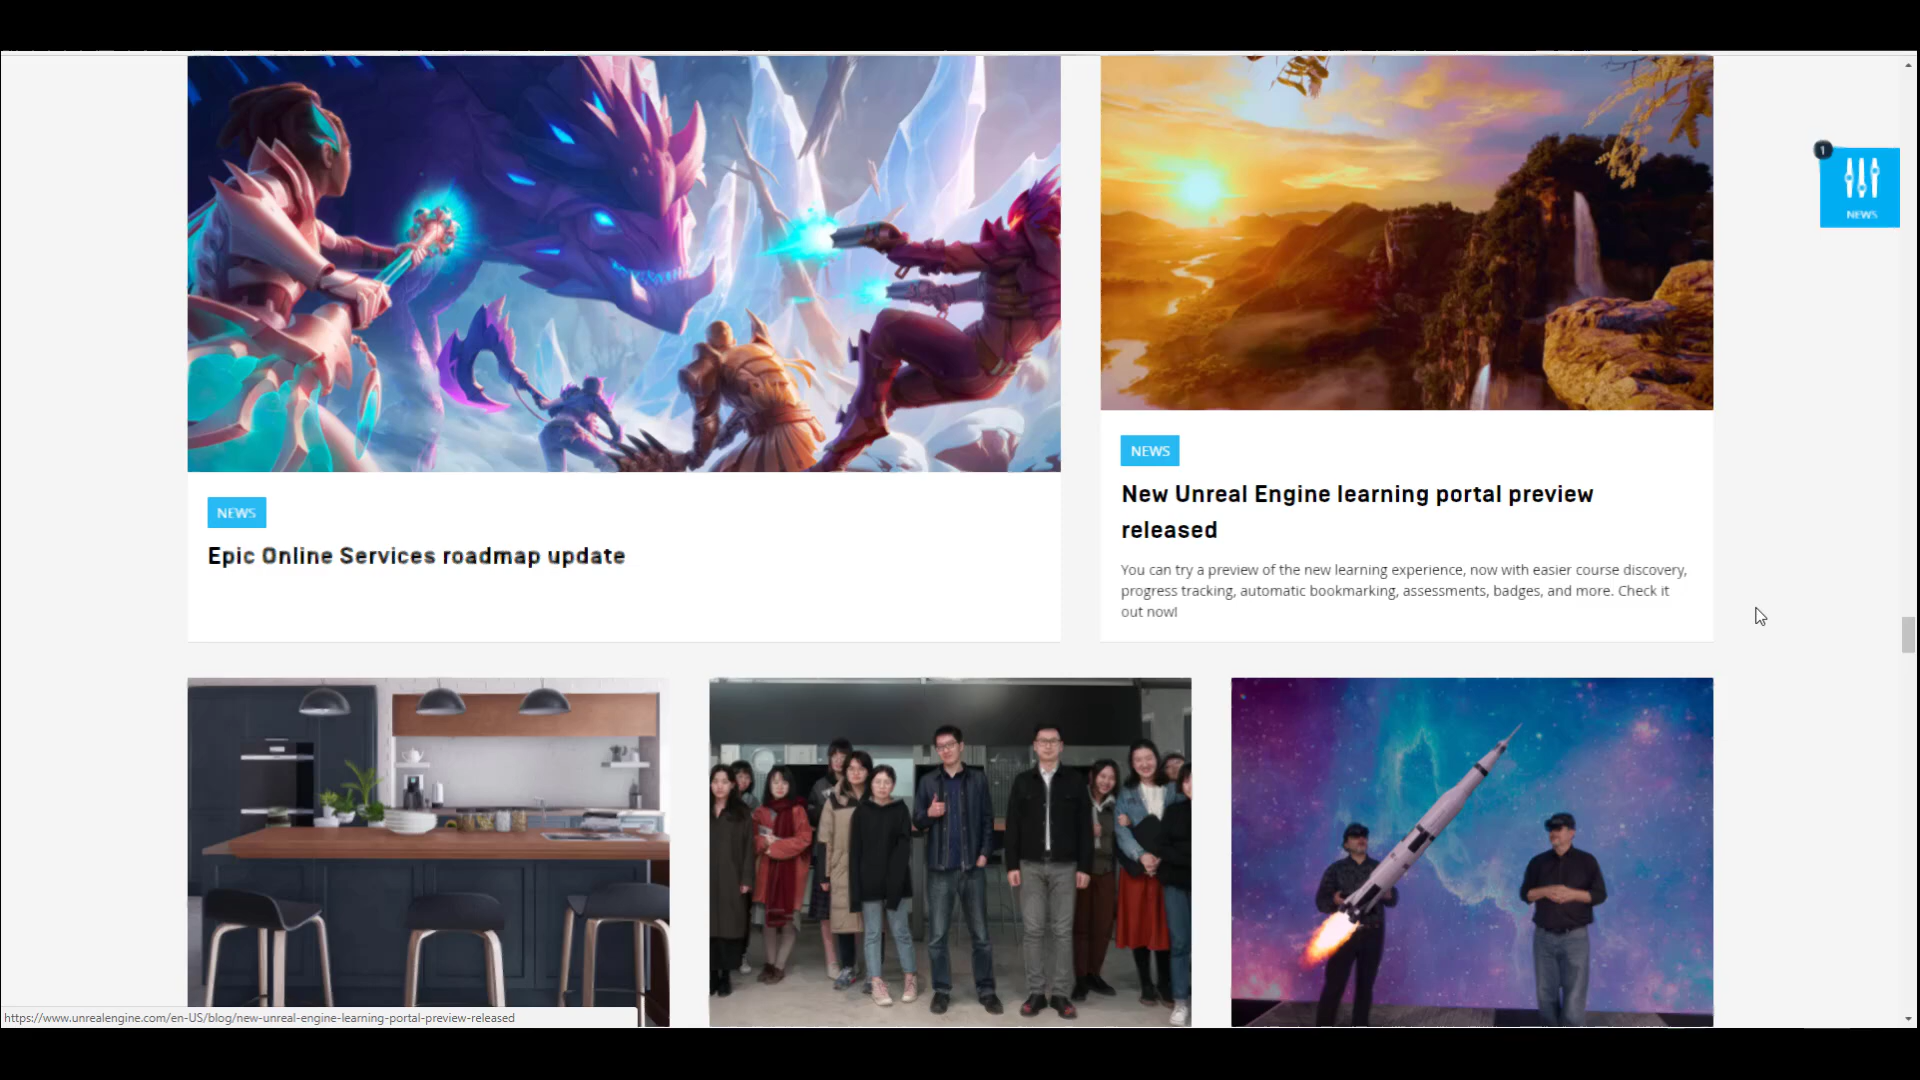 1
NEWS
NEWS
New Unreal Engine learning portal preview
released
You can try a preview of the new learning experience, now with easier course discovery,
progress tracking, automatic bookmarking, assessments, badges, and more. Check it
out now!
NEWS
Epic Online Services roadmap update
https://www.unrealengine.com/en-US/blog/new-unreal-engine-learning-portal-preview-released